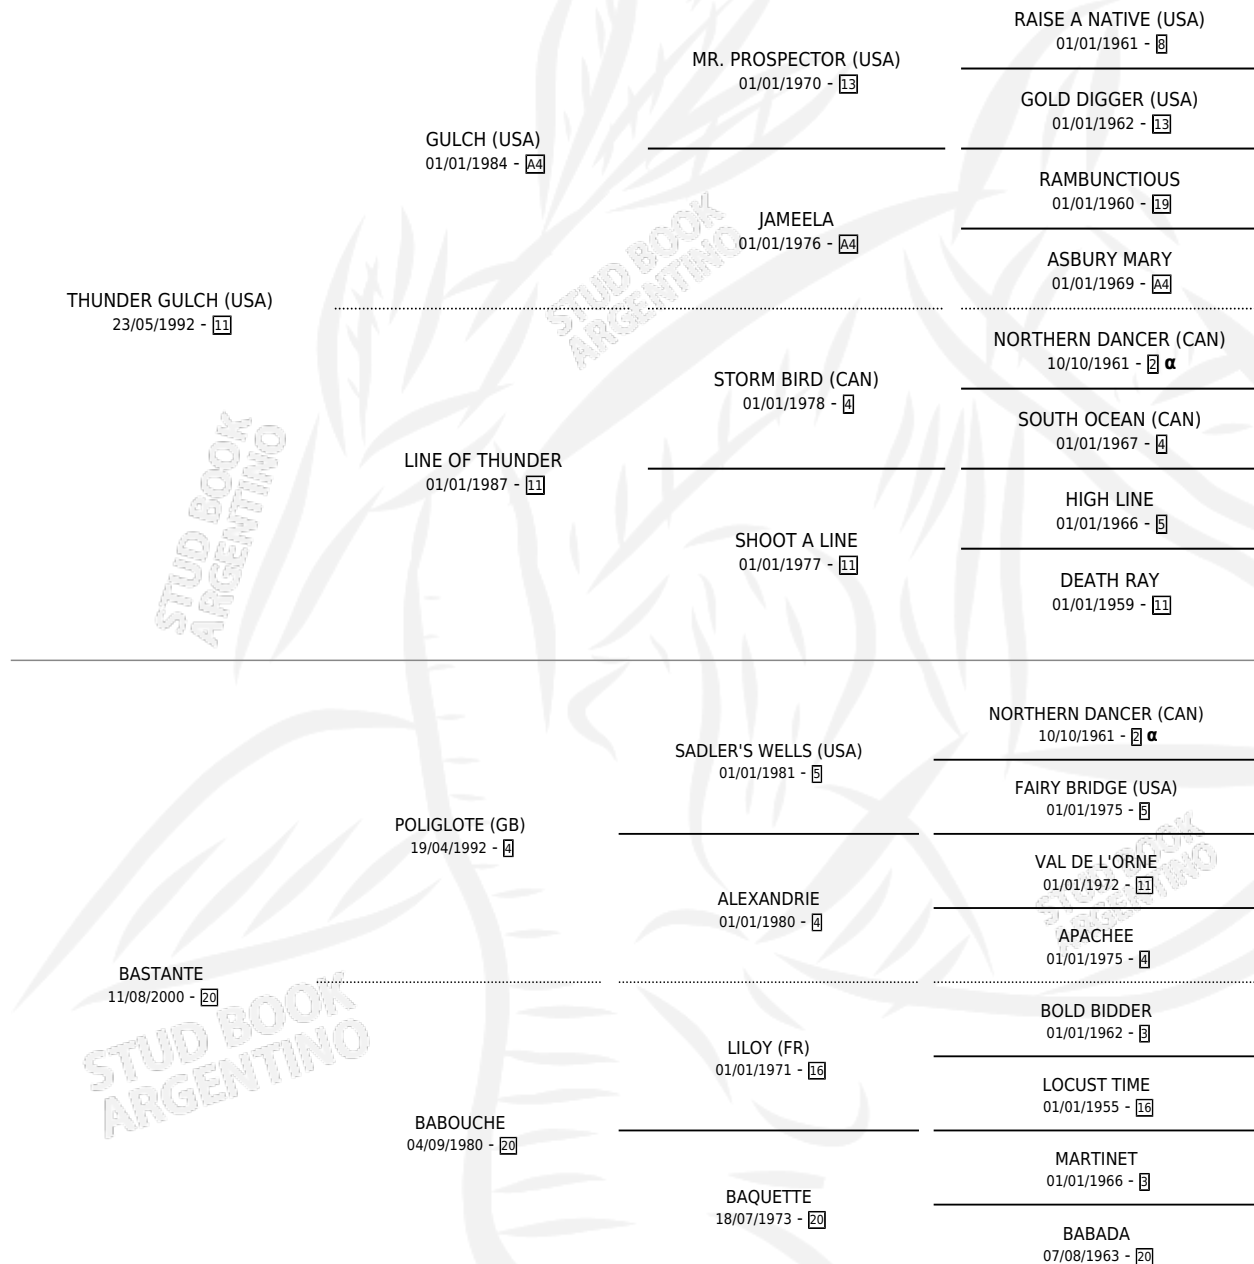 RAISE A NATIVE (USA)
01/01/1961 - 8
MR. PROSPECTOR (USA)
01/01/1970 - 13
GOLD DIGGER (USA)
01/01/1962 - 13
GULCH (USA)
01/01/1984 - A4
RAMBUNCTIOUS
01/01/1960 - 19
JAMEELA
01/01/1976 - A4
ASBURY MARY
01/01/1969 - A4
THUNDER GULCH (USA)
23/05/1992 - 11
NORTHERN DANCER (CAN)
10/10/1961 - 2 α
STORM BIRD (CAN)
01/01/1978 - 4
SOUTH OCEAN (CAN)
01/01/1967 - 4
LINE OF THUNDER
01/01/1987 - 11
HIGH LINE
01/01/1966 - 5
SHOOT A LINE
01/01/1977 - 11
DEATH RAY
01/01/1959 - 11
NORTHERN DANCER (CAN)
10/10/1961 - 2 α
SADLER'S WELLS (USA)
01/01/1981 - 5
FAIRY BRIDGE (USA)
01/01/1975 - 5
POLIGLOTE (GB)
19/04/1992 - 4
VAL DE L'ORNE
01/01/1972 - 11
ALEXANDRIE
01/01/1980 - 4
APACHEE
01/01/1975 - 4
BASTANTE
11/08/2000 - 20
BOLD BIDDER
01/01/1962 - 3
LILOY (FR)
01/01/1971 - 16
LOCUST TIME
01/01/1955 - 16
BABOUCHE
04/09/1980 - 20
MARTINET
01/01/1966 - 3
BAQUETTE
18/07/1973 - 20
BABADA
07/08/1963 - 20
STUD BOOK
ARGENTINO
STUD BOOK
ARGENTINO
STUD BOOK
ARGENTINO
STUD BOOK
ARGENTINO